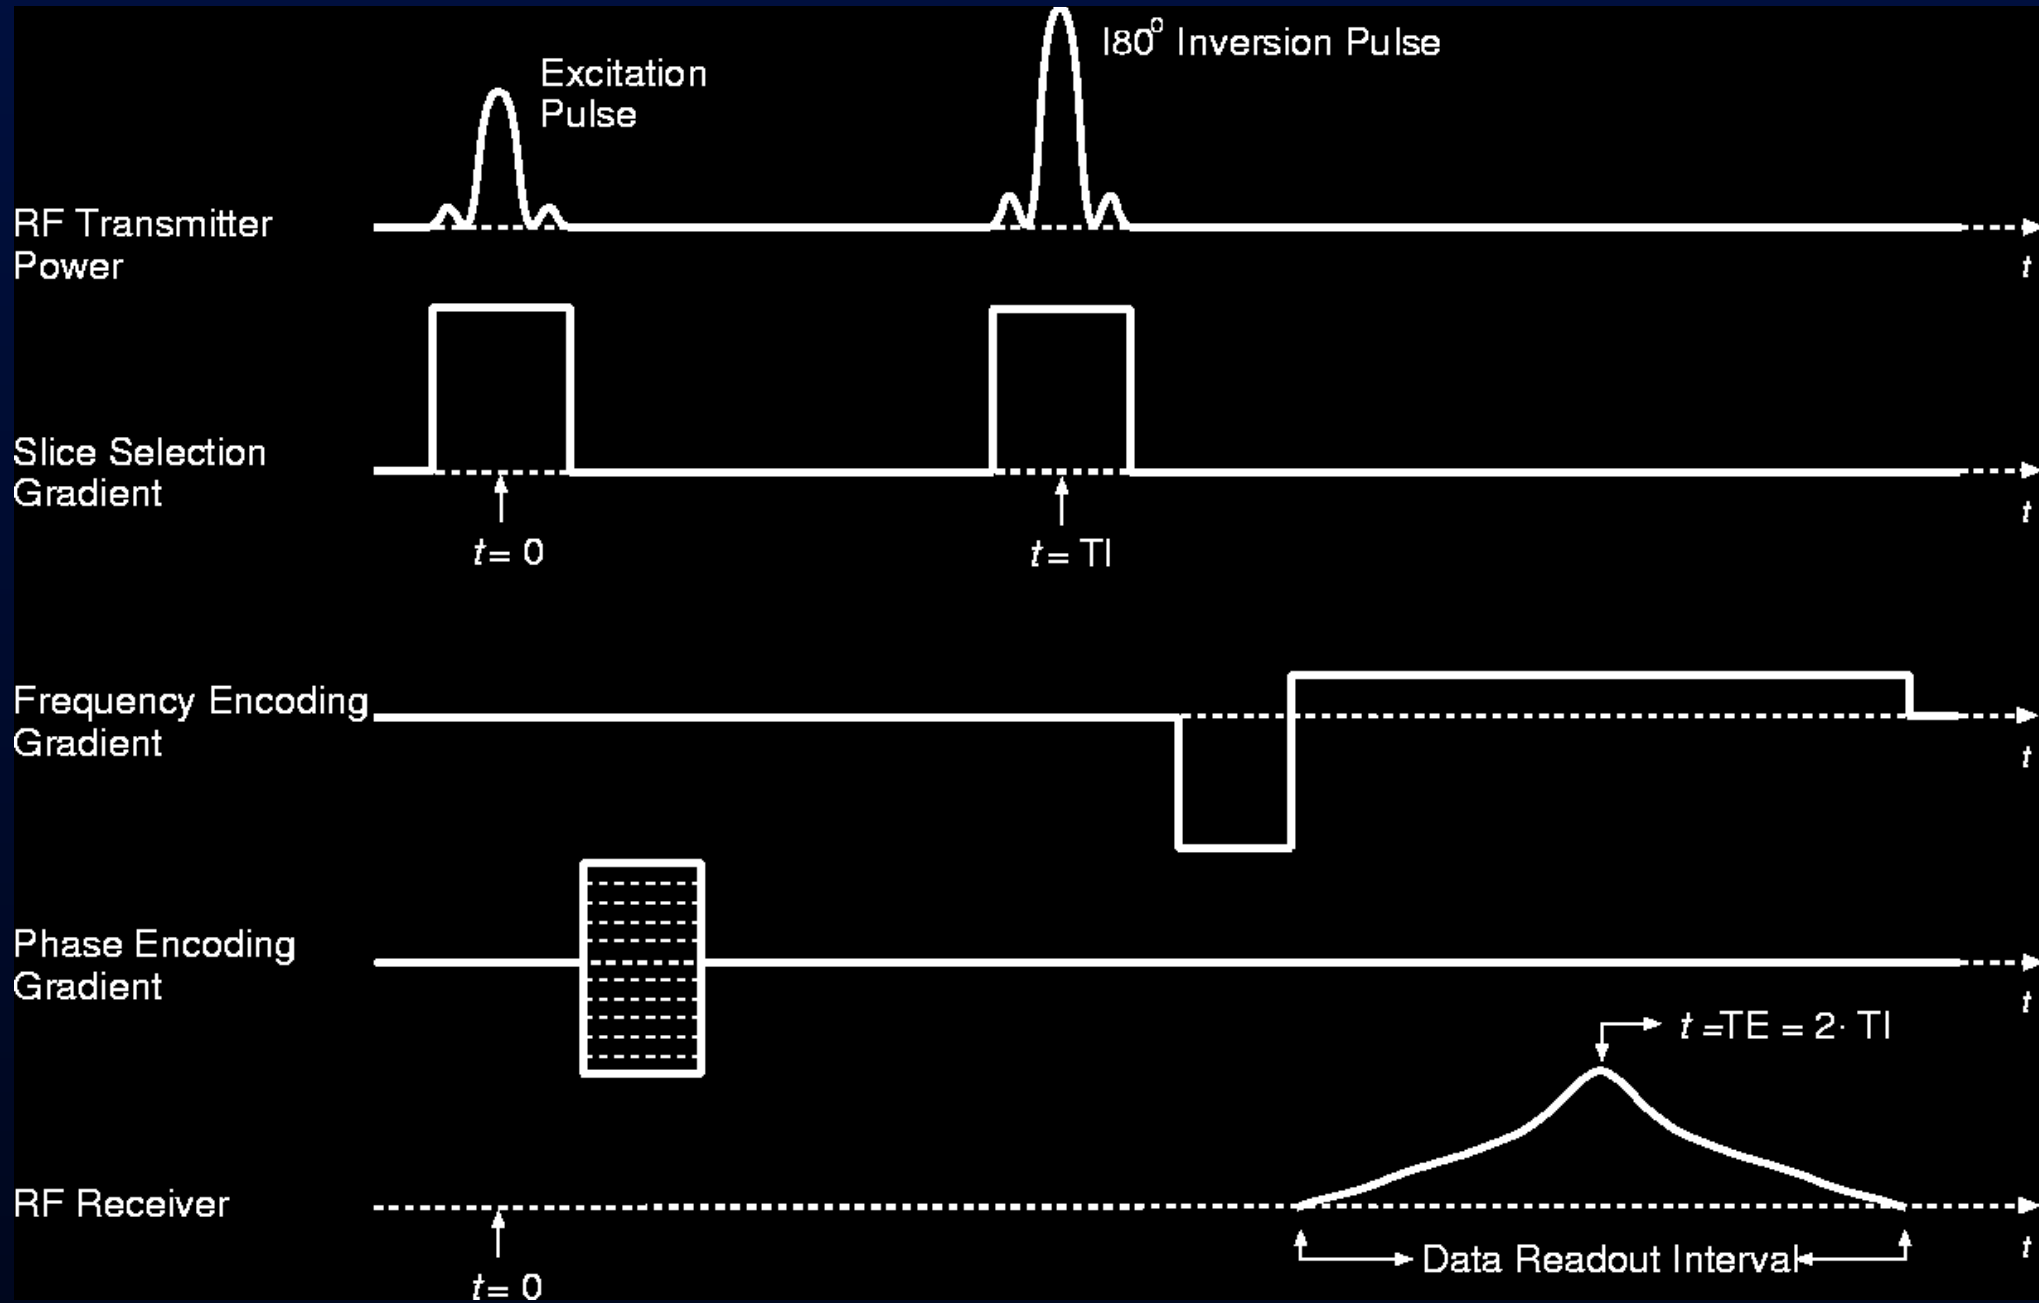 Excitation
Pulse
I80° Inversion Pulse
RF Transmitter
Power
t
Slice Selection
Gradient
t
t = 0
t = TI
Frequency Encoding
Gradient
t
Phase Encoding
Gradient
t
t =TE = 2· TI
RF Receiver
t
Data Readout Interval
t = 0